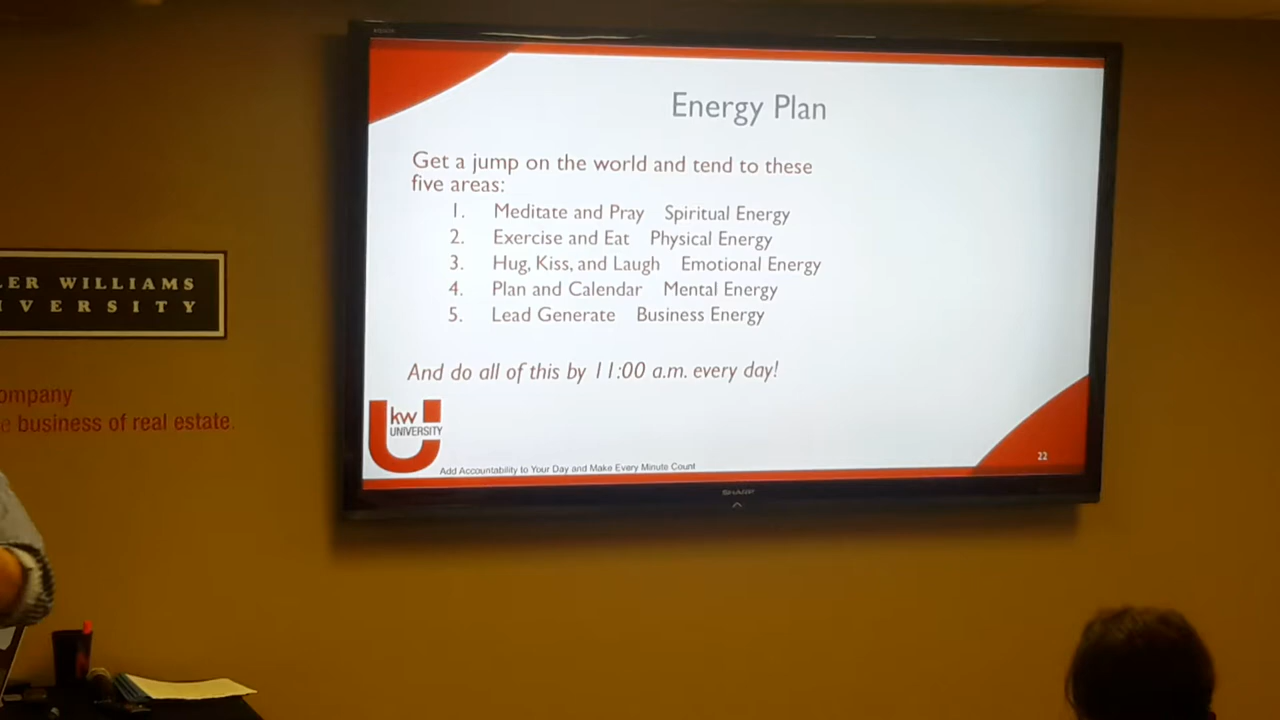 Energy Plan
Get a jump on the world and tend to these
five areas:
1. Meditate and Pray Spiritual Energy
2. Exercise and Eat Physical Energy
3. Hug, Kiss, and Laugh Emotional Energy
4. Plan and Calendar Mental Energy
5. Lead Generate Business Energy
And do all of this by 11:00 a.m. every day!
kw
UNIVERSITY
Add Accountability to Your Day and Make Every Minute Count
22
SHARP
LER WILLIAMS
IVERSITY
ompany
e business of real estate.